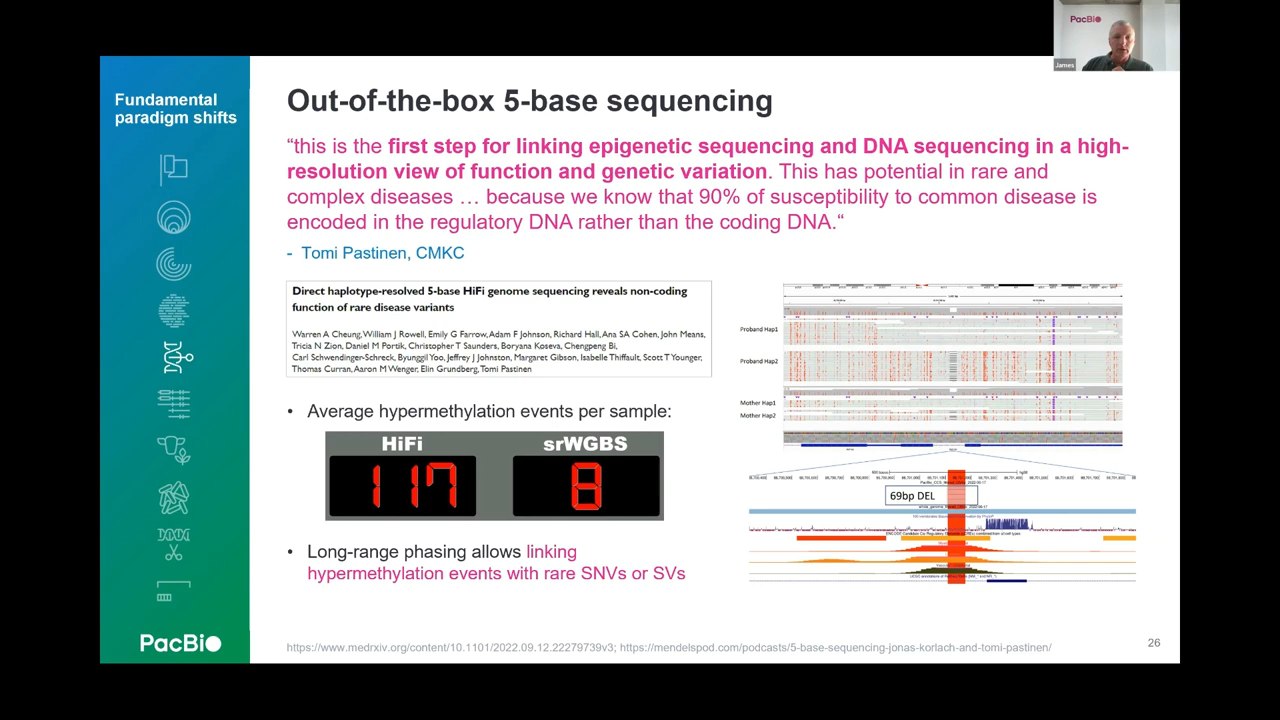 PacBio
James
Fundamental
paradigm shifts
Out-of-the-box 5-base sequencing
“this is the first step for linking epigenetic sequencing and DNA sequencing in a high-
resolution view of function and genetic variation. This has potential in rare and
complex diseases … because we know that 90% of susceptibility to common disease is
encoded in the regulatory DNA rather than the coding DNA.“
- Tomi Pastinen, CMKC
Direct haplotype-resolved 5-base HiFi genome sequencing reveals non-coding
function of rare disease variants
Warren A Cheung, William J Rowell, Emily G Farrow, Adam F Johnson, Richard Hall, Ana SA Cohen, John Means,
Tricia N Zion, Daniel M Portik, Christopher T Saunders, Boryana Koseva, Chengpeng Bi,
Carl Schwendinger-Schreck, Byunggil Yoo, Jeffrey J Johnston, Margaret Gibson, Isabelle Thiffault, Scott T Younger,
Thomas Curran, Aaron M Wenger, Elin Grundberg, Tomi Pastinen
• Average hypermethylation events per sample:
HiFi
srWGBS
117
8
• Long-range phasing allows linking
hypermethylation events with rare SNVs or SVs
Proband Hap1
Proband Hap2
Mother Hap1
Mother Hap2
69bp DEL
PacBio
https://www.medrxiv.org/content/10.1101/2022.09.12.22279739v3; https://mendelspod.com/podcasts/5-base-sequencing-jonas-korlach-and-tomi-pastinen/
26